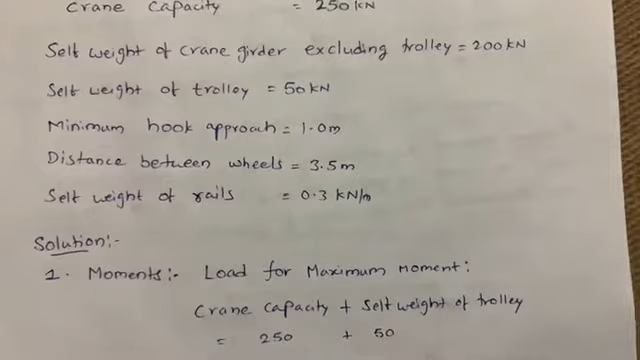 Crane Capacity = 250 KN
Self weight of crane girder excluding trolley = 200 KN
Self weight of trolley = 50 KN
Minimum hook approach = 1.0m
Distance between wheels = 3.5m
Self weight of rails = 0.3 KN/m
Solution:-
1. Moments:- Load for Maximum Moment:
Crane capacity + Self weight of trolley
= 250 + 50